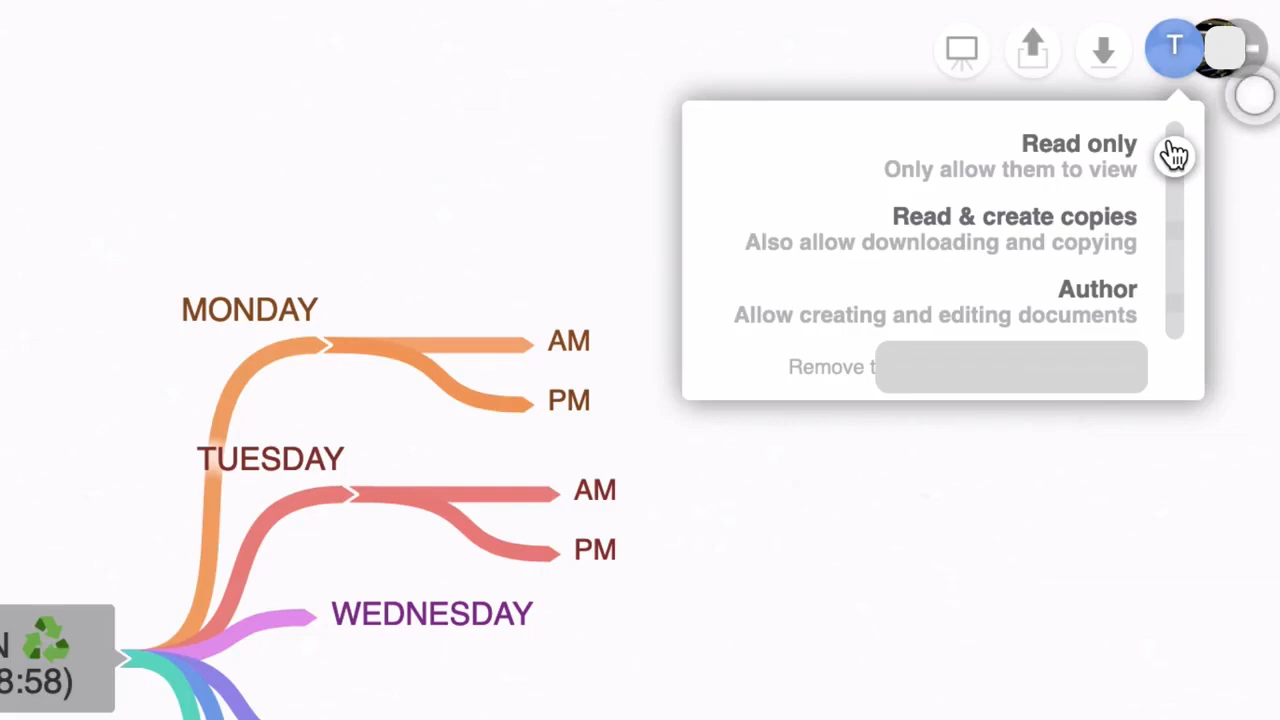 T
Read only
Only allow them to view
Read & create copies
Also allow downloading and copying
Author
Allow creating and editing documents
Remove
MONDAY
AM
PM
TUESDAY
AM
PM
WEDNESDAY
N
8:58)